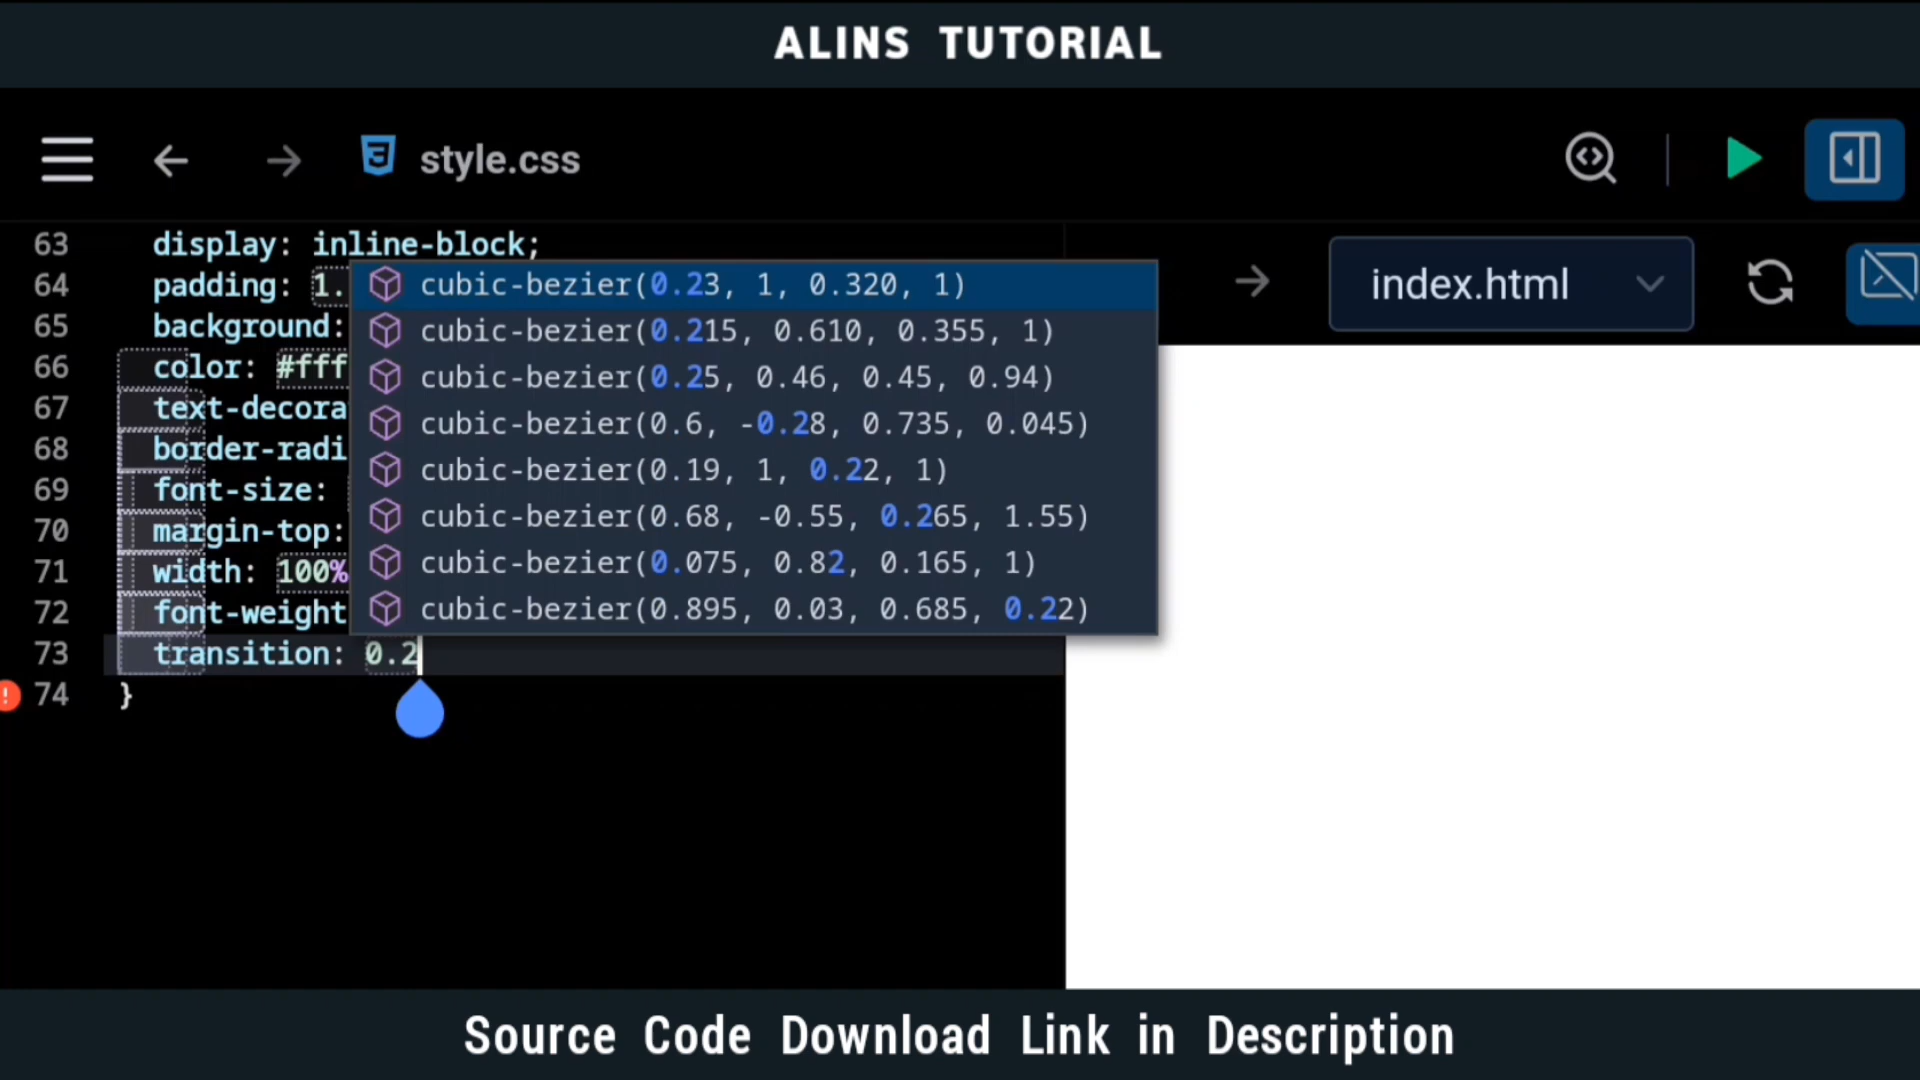 ALINS TUTORIAL
style.css
index.html
63 display: inline-block;
64 padding: 1.
65 background:
66 color: #fff
67 text-decora
68 border-radi
69 font-size:
70 margin-top:
71 width: 100%
72 font-weight
73 transition: 0.2
74 }
cubic-bezier(0.23, 1, 0.320, 1)
cubic-bezier(0.215, 0.610, 0.355, 1)
cubic-bezier(0.25, 0.46, 0.45, 0.94)
cubic-bezier(0.6, -0.28, 0.735, 0.045)
cubic-bezier(0.19, 1, 0.22, 1)
cubic-bezier(0.68, -0.55, 0.265, 1.55)
cubic-bezier(0.075, 0.82, 0.165, 1)
cubic-bezier(0.895, 0.03, 0.685, 0.22)
Source Code Download Link in Description